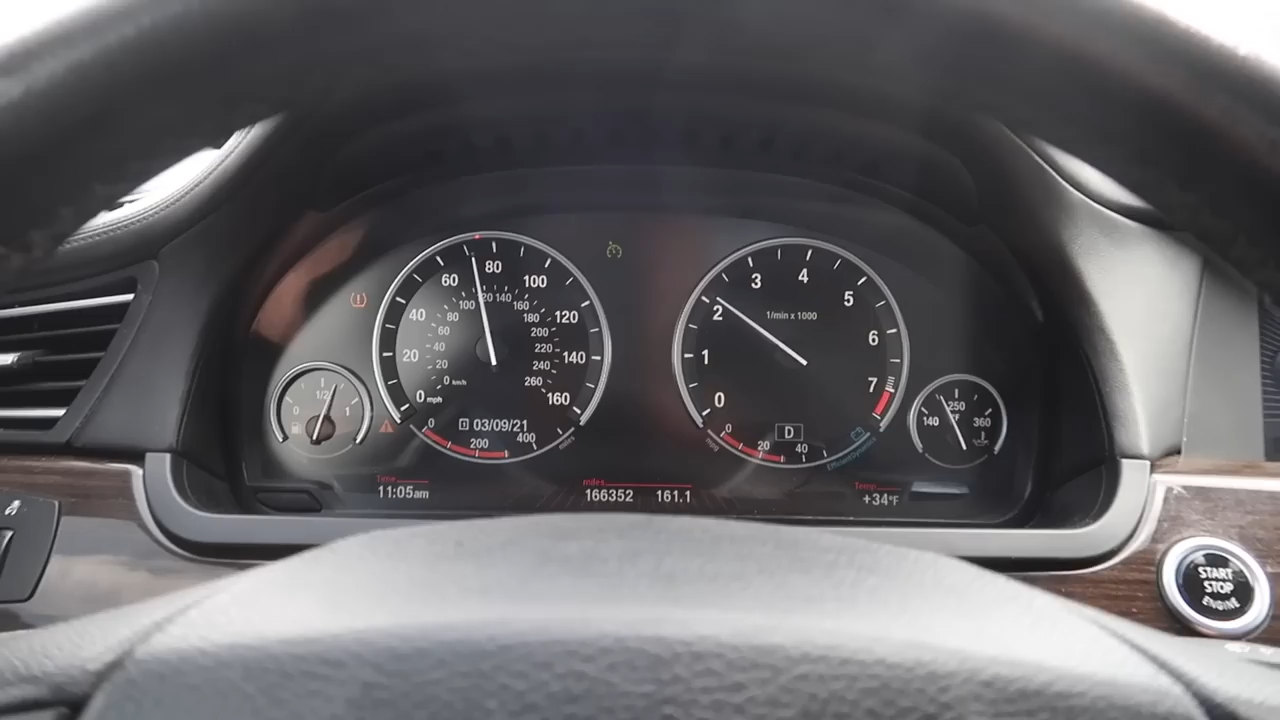 0
1/2
1
0
20
40
60
80
100
120
140
160
mph
0
20
40
60
80
100
120
140
160
180
200
220
240
260
km/h
03/09/21
0
200
400
miles
0
1
2
3
4
5
6
7
1/min x 1000
D
0
20
40
mpg
EfficientDynamics
140
250
360
°F
Time
11:05am
miles
166352 161.1
Temp
+34°F
START
STOP
ENGINE